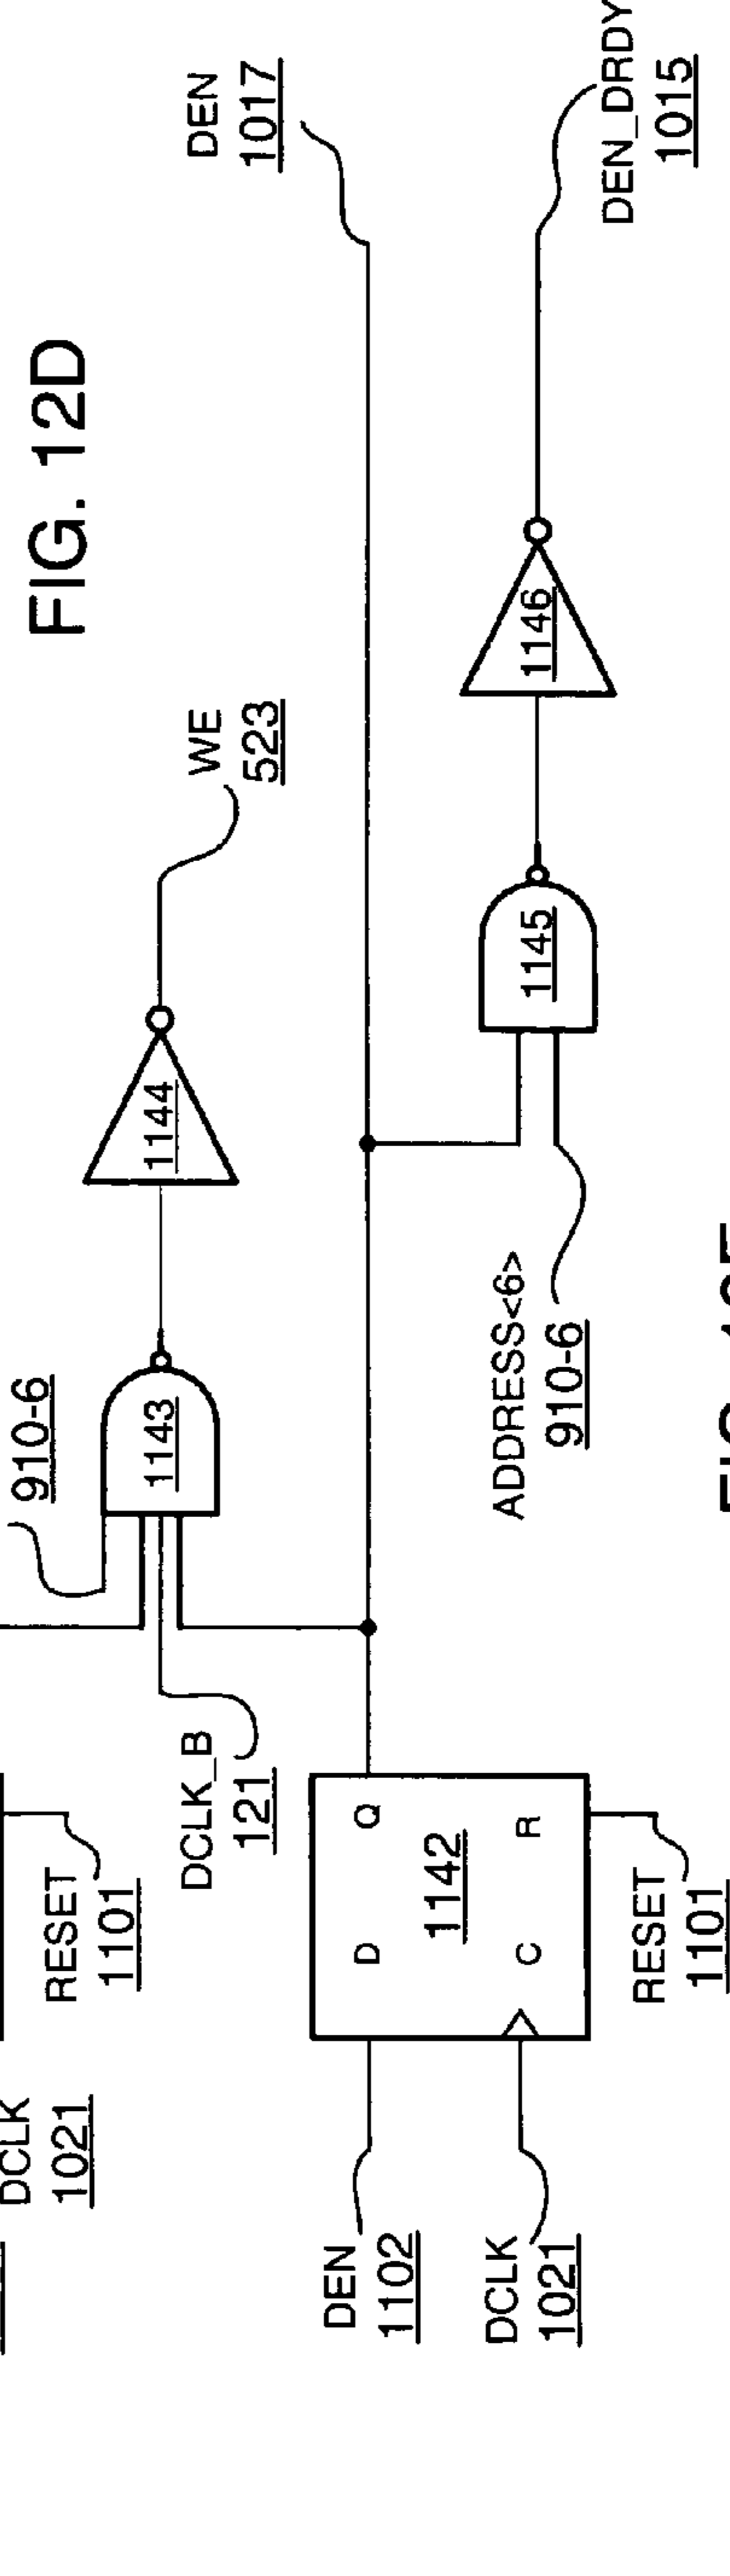 FIG. 12D
910-6
1143
1144
WE
523
DCLK_B
121
RESET
1101
DCLK
1021
DEN
1017
DEN
1102
DCLK
1021
D
Q
1142
C
R
RESET
1101
ADDRESS<6>
910-6
1145
1146
DEN_DRDY
1015